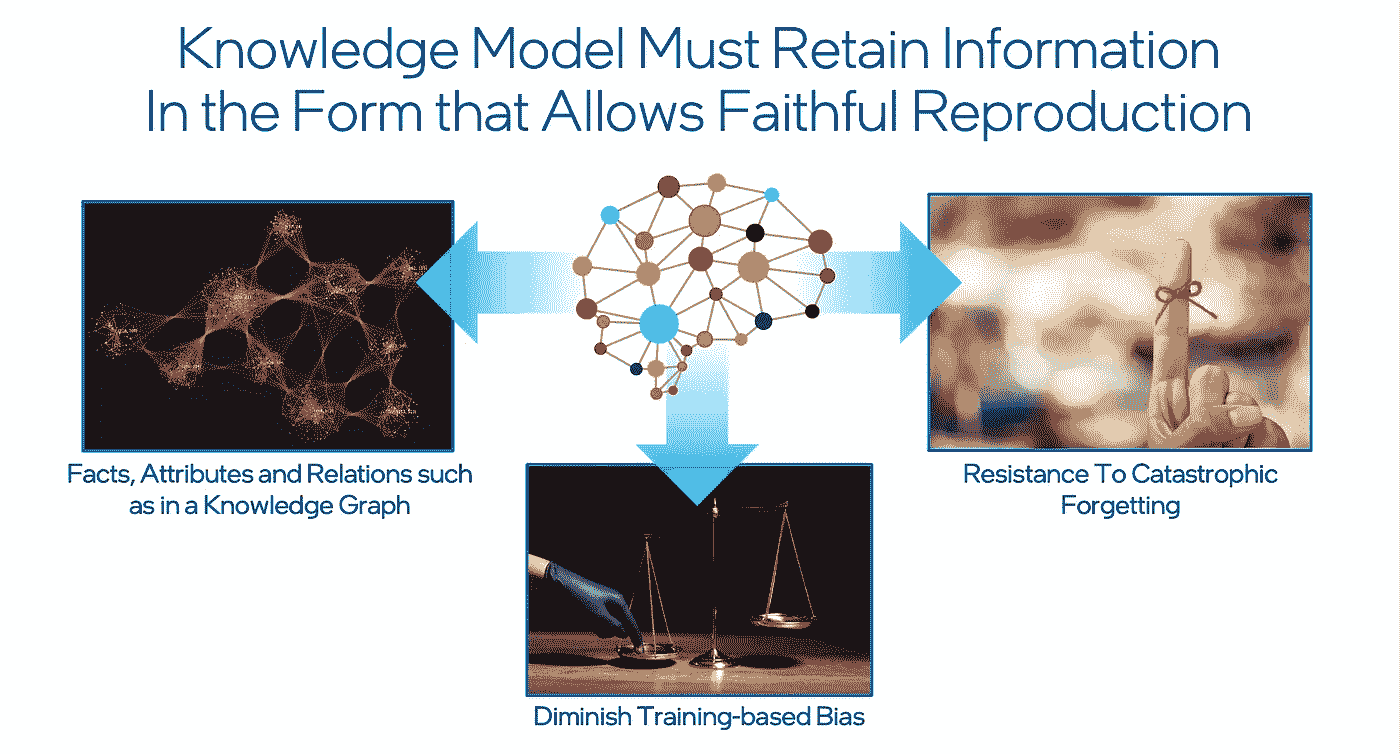 Knowledge Model Must Retain Information
In the Form that Allows Faithful Reproduction
Facts, Attributes and Relations such
as in a Knowledge Graph
Resistance To Catastrophic
Forgetting
Diminish Training-based Bias